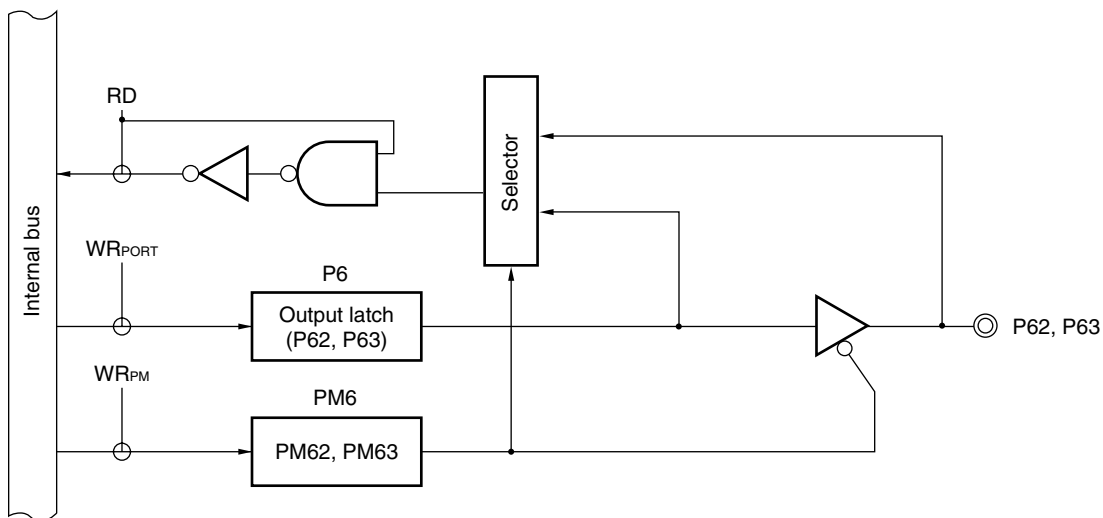 RD
Internal bus
Selector
WRPORT
P6
Output latch
(P62, P63)
P62, P63
WRPM
PM6
PM62, PM63